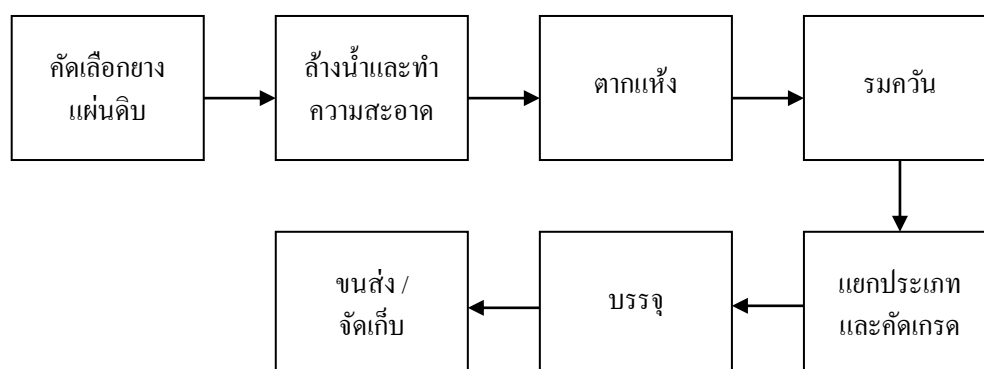 คัดเลือกยาง
แผ่นดิบ
ล้างน้ำและทำ
ความสะอาด
ตากแห้ง
รมควัน
แยกประเภท
และคัดเกรด
บรรจุ
ขนส่ง /
จัดเก็บ